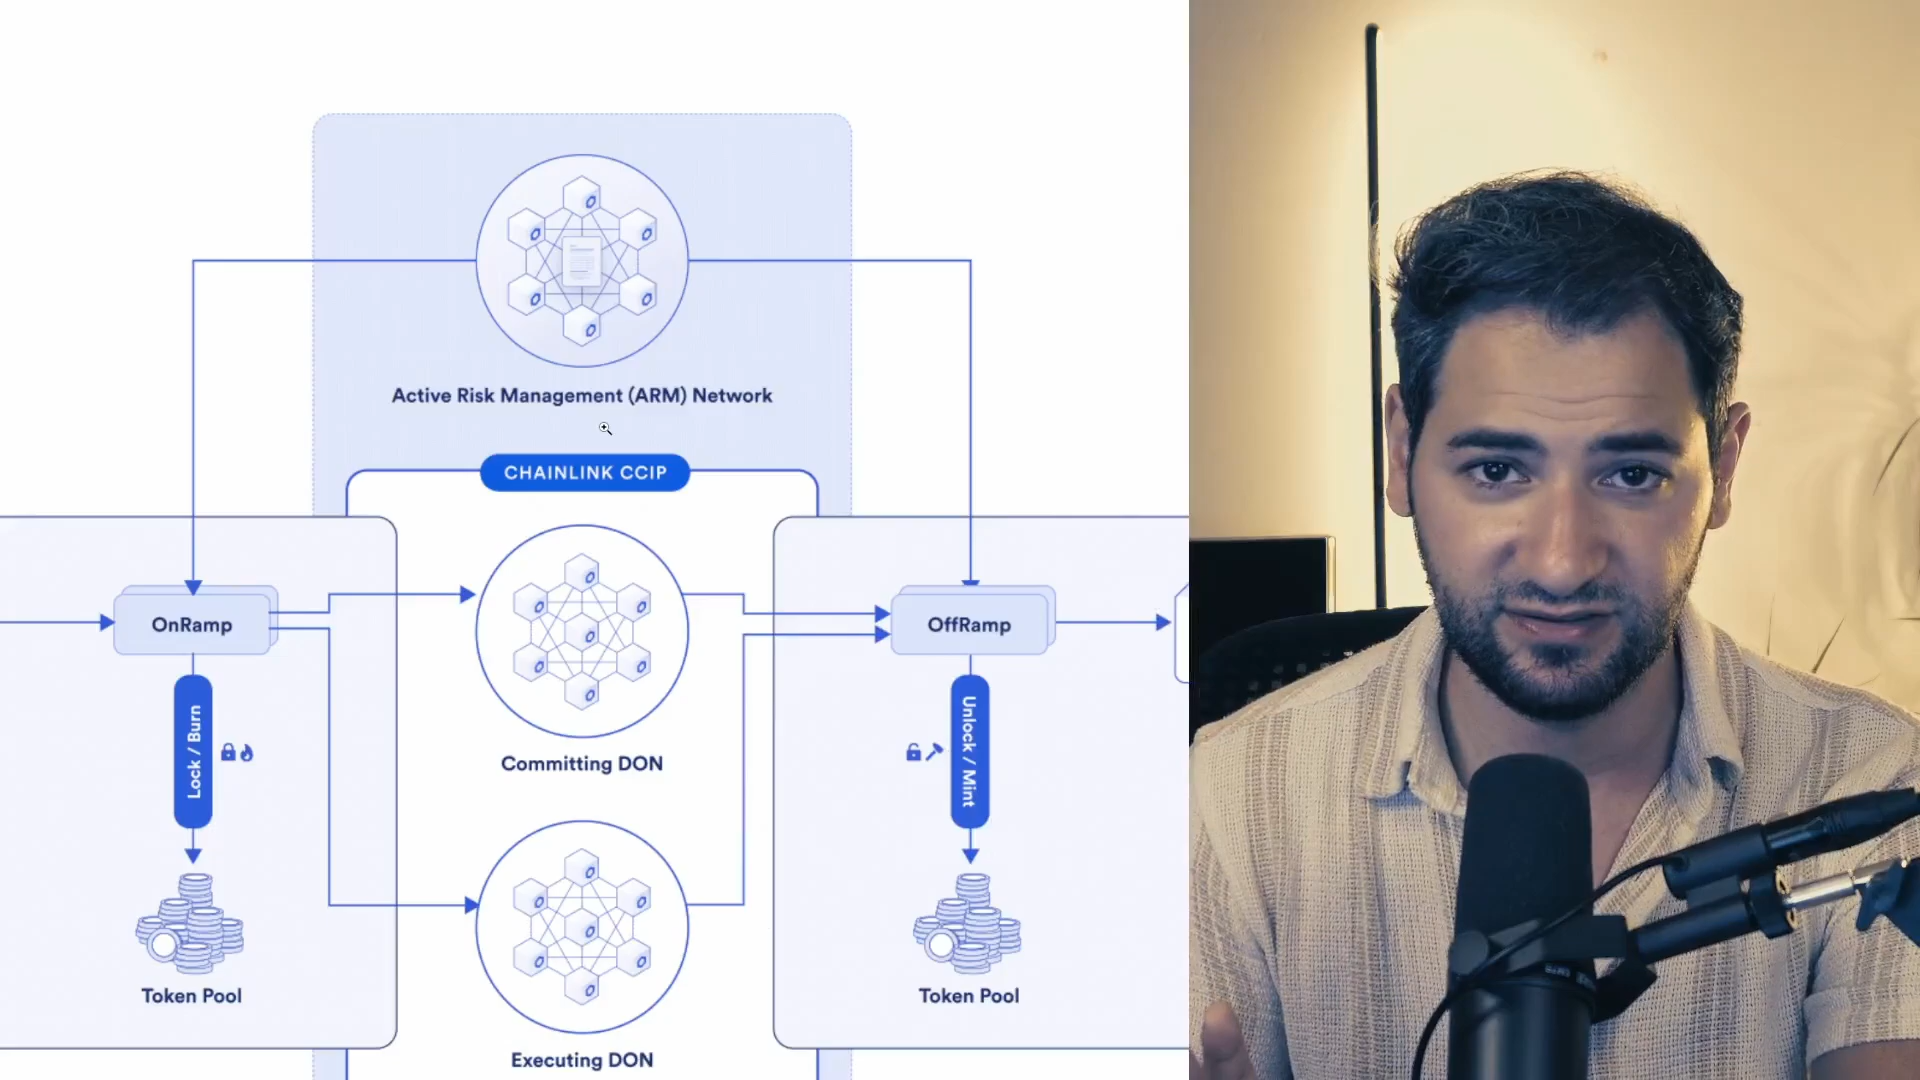 Active Risk Management (ARM) Network
CHAINLINK CCIP
OnRamp
OffRamp
Lock / Burn
Unlock / Mint
Committing DON
Token Pool
Token Pool
Executing DON